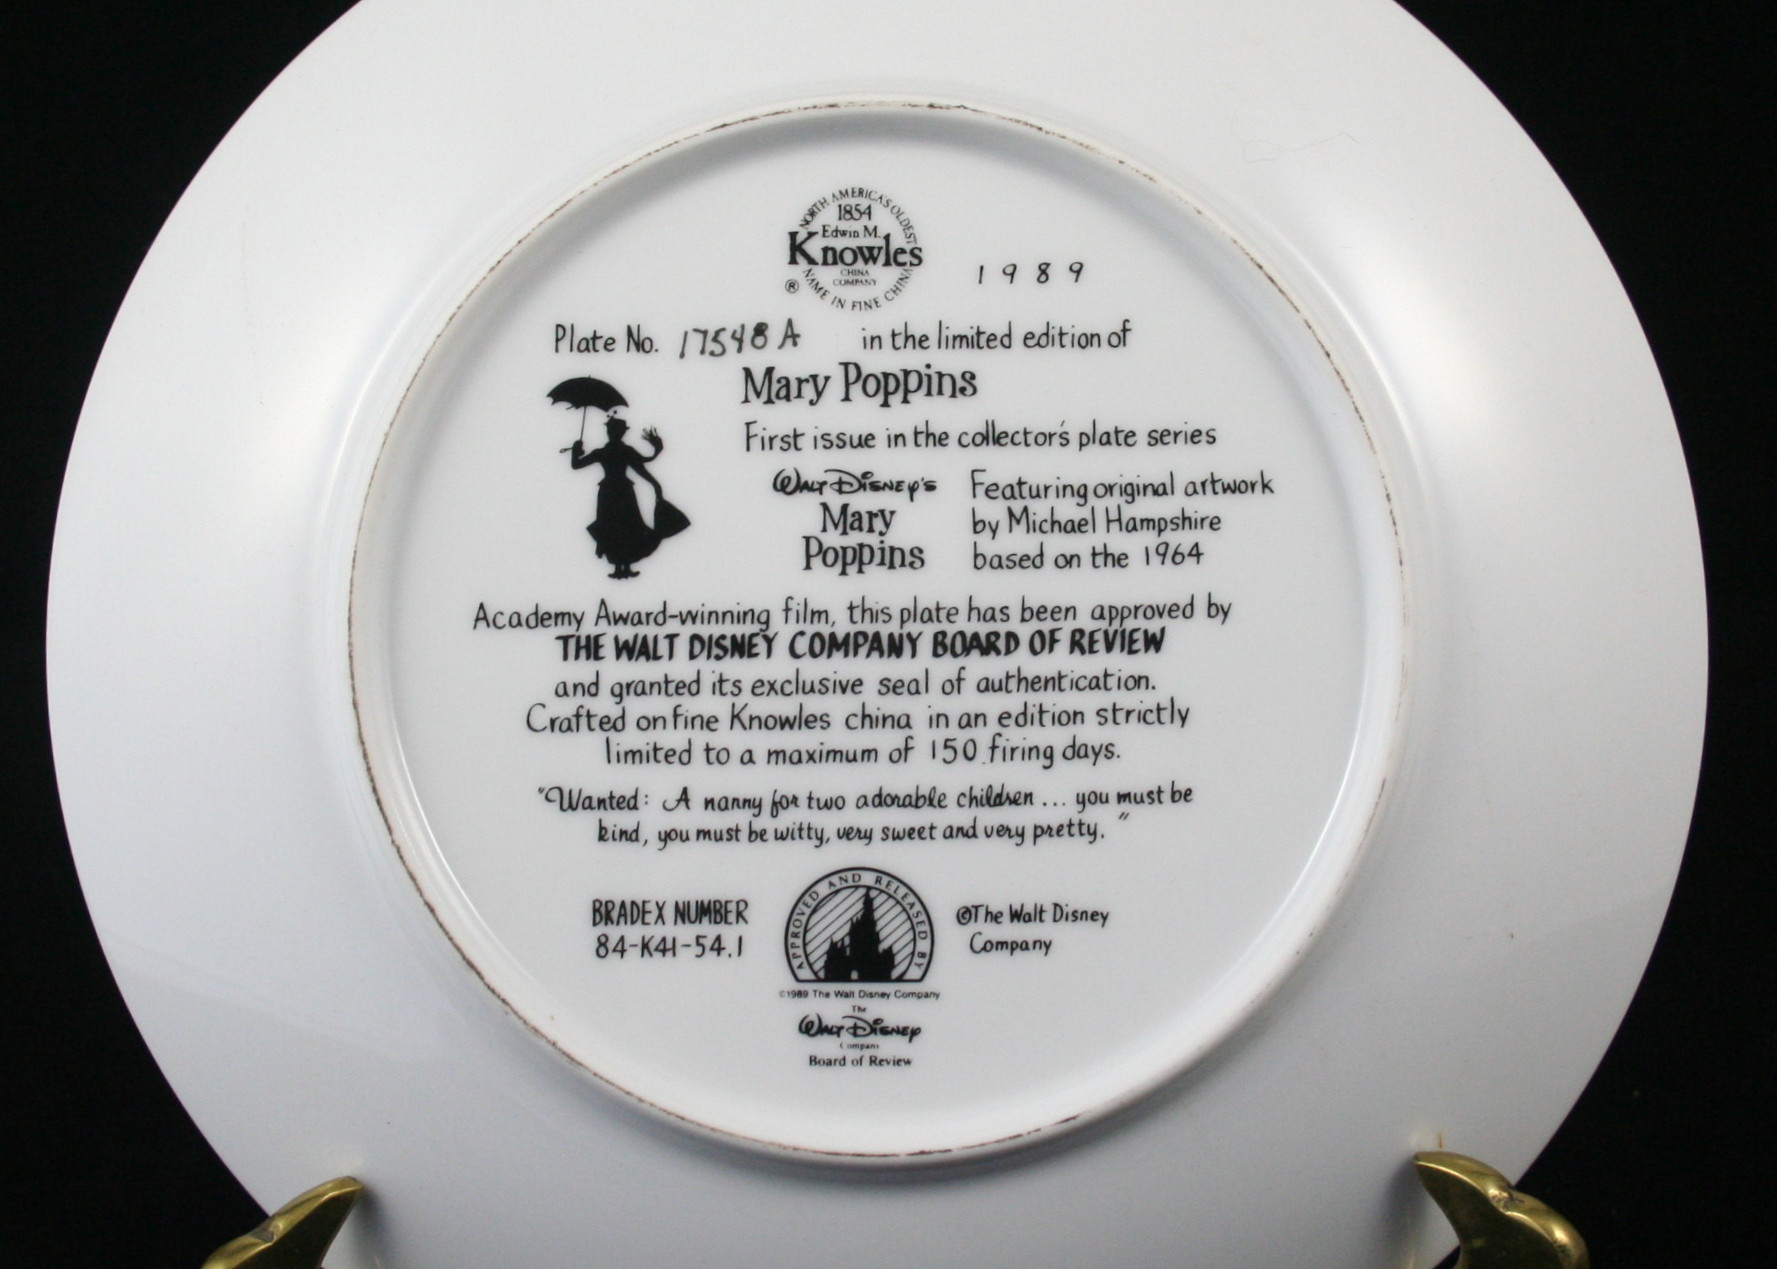 NORTH AMERICA'S OLDEST
1854
Edwin M.
Knowles
CHINA
COMPANY
®
NAME IN FINE CHINA
1989
Plate No. 17548 A in the limited edition of
Mary Poppins
First issue in the collector's plate series
Walt Disney's
Mary
Poppins
Featuring original artwork
by Michael Hampshire
based on the 1964
Academy Award-winning film, this plate has been approved by
THE WALT DISNEY COMPANY BOARD OF REVIEW
and granted its exclusive seal of authentication.
Crafted on fine Knowles china in an edition strictly
limited to a maximum of 150 firing days.
"Wanted: A nanny for two adorable children ... you must be
kind, you must be witty, very sweet and very pretty."
BRADEX NUMBER
84-K41-54.1
APPROVED AND RELEASED BY
©1989 The Walt Disney Company
The
Walt Disney
Company
Board of Review
©The Walt Disney
Company